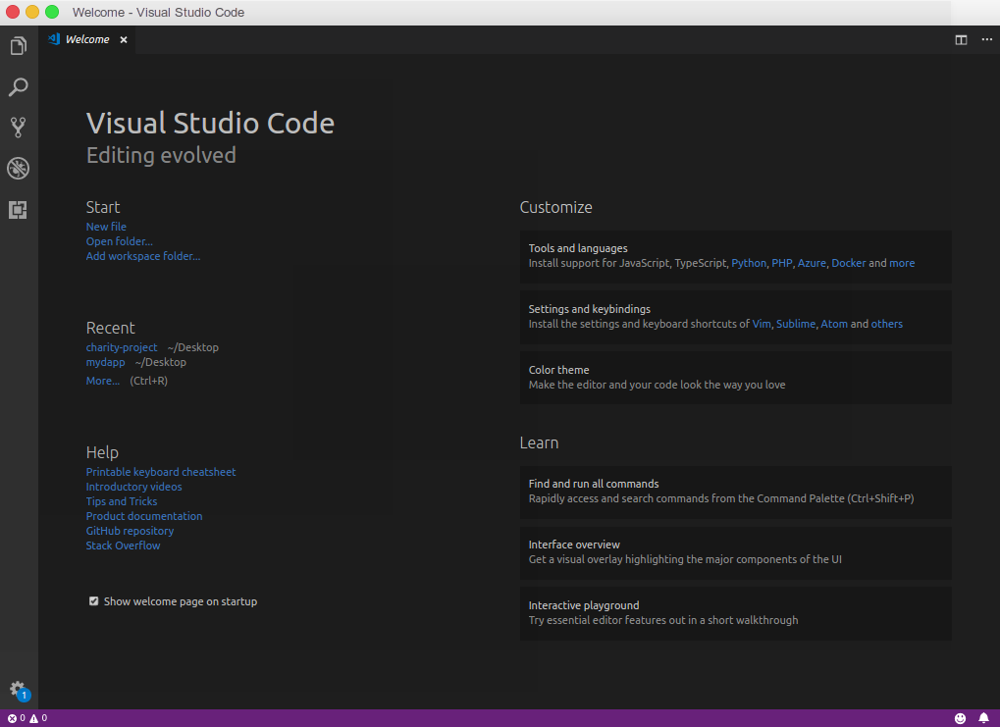 Welcome - Visual Studio Code
Welcome
Visual Studio Code
Editing evolved
Start
New file
Open folder...
Add workspace folder...
Recent
charity-project ~/Desktop
mydapp ~/Desktop
More... (Ctrl+R)
Help
Printable keyboard cheatsheet
Introductory videos
Tips and Tricks
Product documentation
GitHub repository
Stack Overflow
Show welcome page on startup
Customize
Tools and languages
Install support for JavaScript, TypeScript, Python, PHP, Azure, Docker and more
Settings and keybindings
Install the settings and keyboard shortcuts of Vim, Sublime, Atom and others
Color theme
Make the editor and your code look the way you love
Learn
Find and run all commands
Rapidly access and search commands from the Command Palette (Ctrl+Shift+P)
Interface overview
Get a visual overlay highlighting the major components of the UI
Interactive playground
Try essential editor features out in a short walkthrough
1
0 0